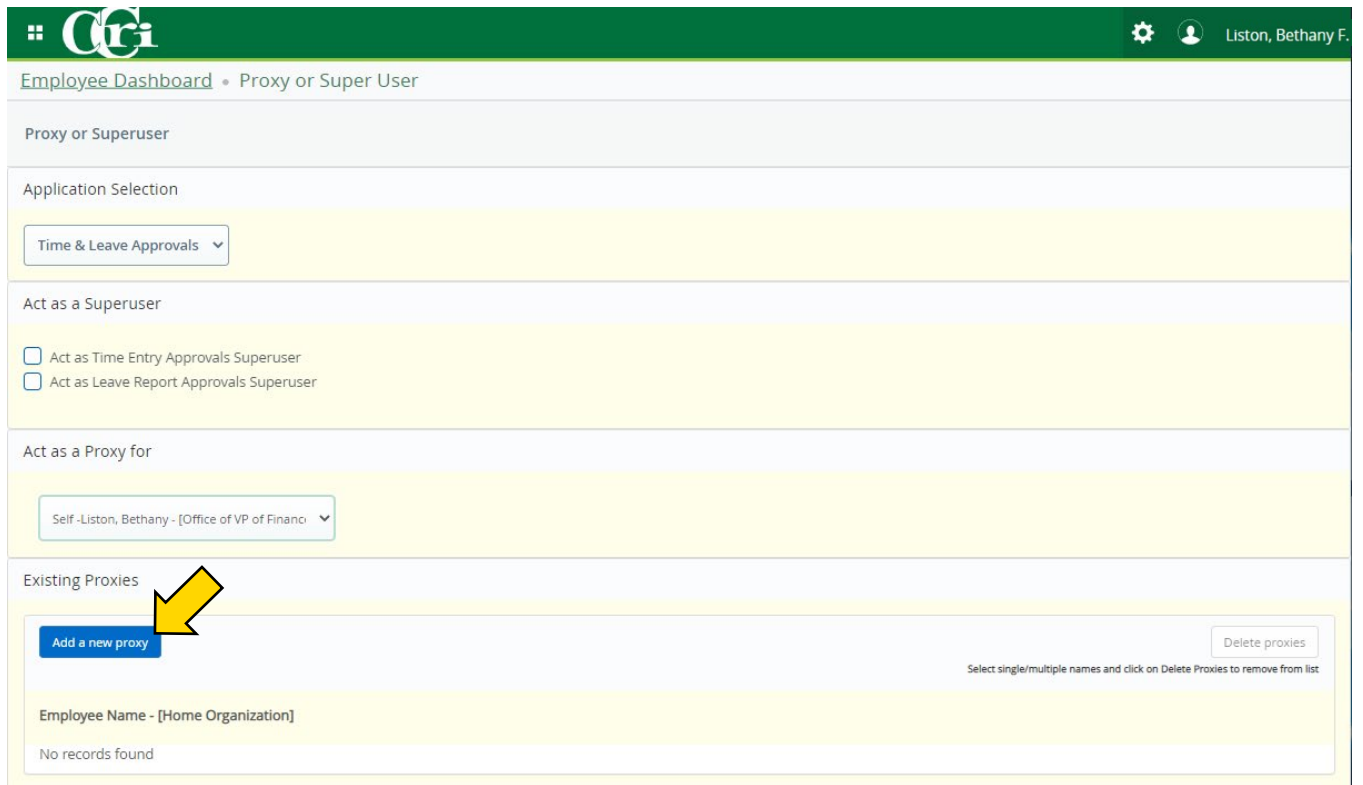 CCri
Liston, Bethany F.
Employee Dashboard • Proxy or Super User
Proxy or Superuser
Application Selection
Time & Leave Approvals
Act as a Superuser
Act as Time Entry Approvals Superuser
Act as Leave Report Approvals Superuser
Act as a Proxy for
Self -Liston, Bethany - [Office of VP of Financ
Existing Proxies
Add a new proxy
Delete proxies
Select single/multiple names and click on Delete Proxies to remove from list
Employee Name - [Home Organization]
No records found